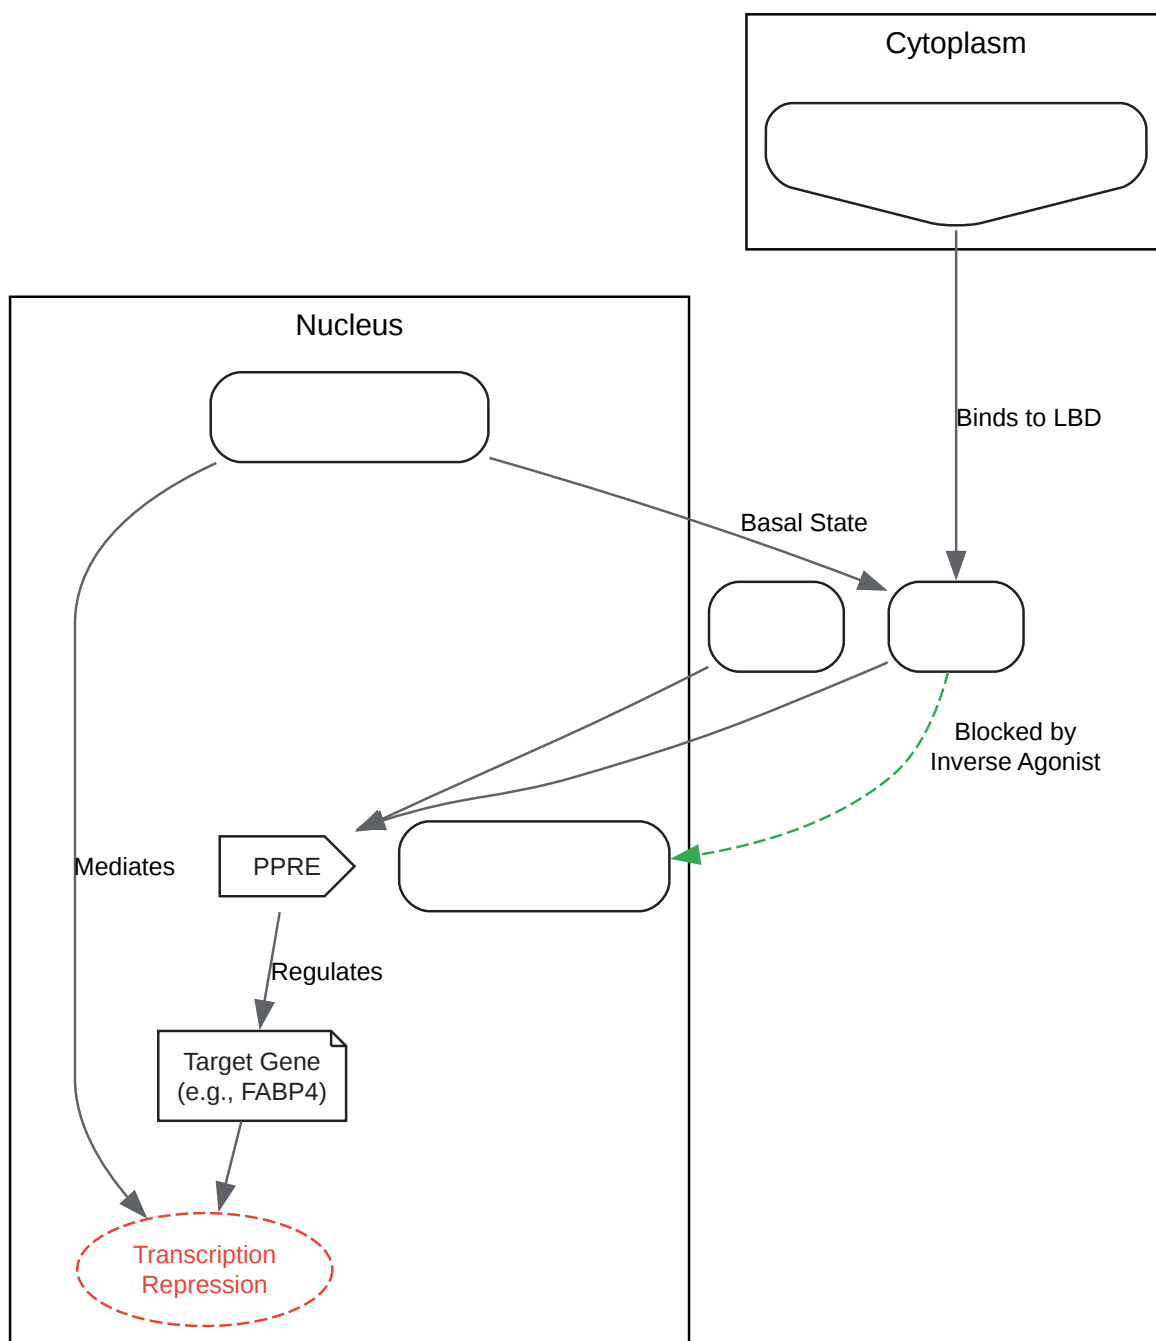 Cytoplasm
Nucleus
Binds to LBD
Basal State
Blocked by
Inverse Agonist
Mediates
PPRE
Regulates
Target Gene
(e.g., FABP4)
Transcription
Repression